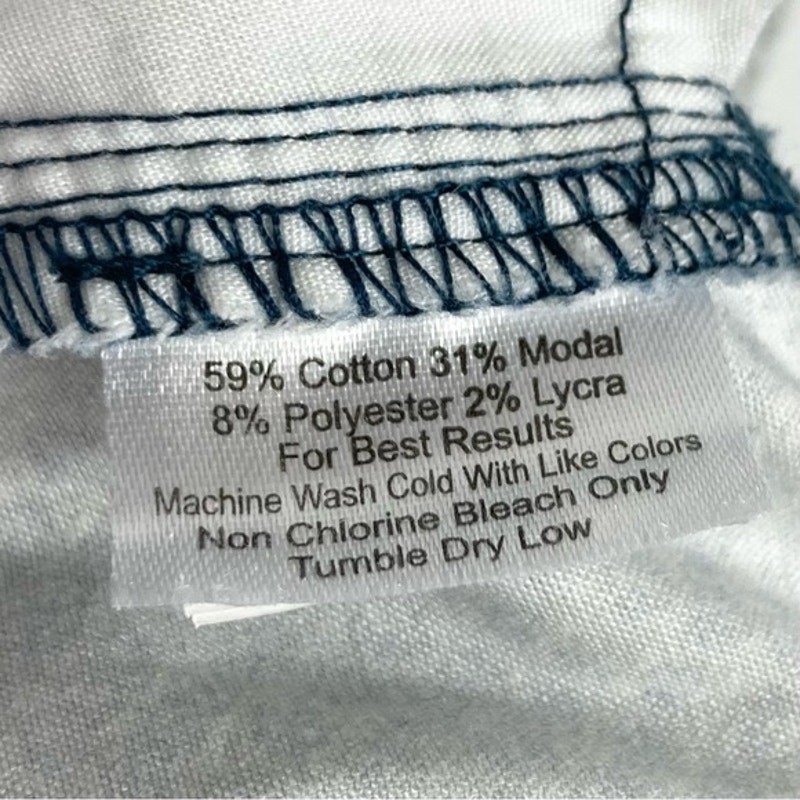 59% Cotton 31% Modal
8% Polyester 2% Lycra
For Best Results
Machine Wash Cold With Like Colors
Non Chlorine Bleach Only
Tumble Dry Low